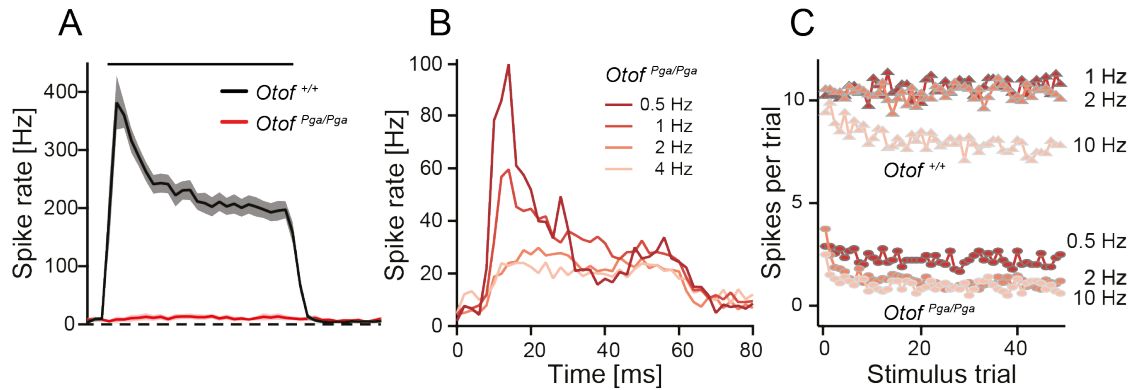 A
Spike rate [Hz]
400
300
200
100
0
Otof +/+
Otof Pga/Pga
B
Spike rate [Hz]
100
80
60
40
20
0
Otof Pga/Pga
0.5 Hz
1 Hz
2 Hz
4 Hz
0 20 40 60 80
Time [ms]
C
Spikes per trial
10
5
0
1 Hz
2 Hz
10 Hz
Otof +/+
0.5 Hz
2 Hz
10 Hz
Otof Pga/Pga
0 20 40
Stimulus trial